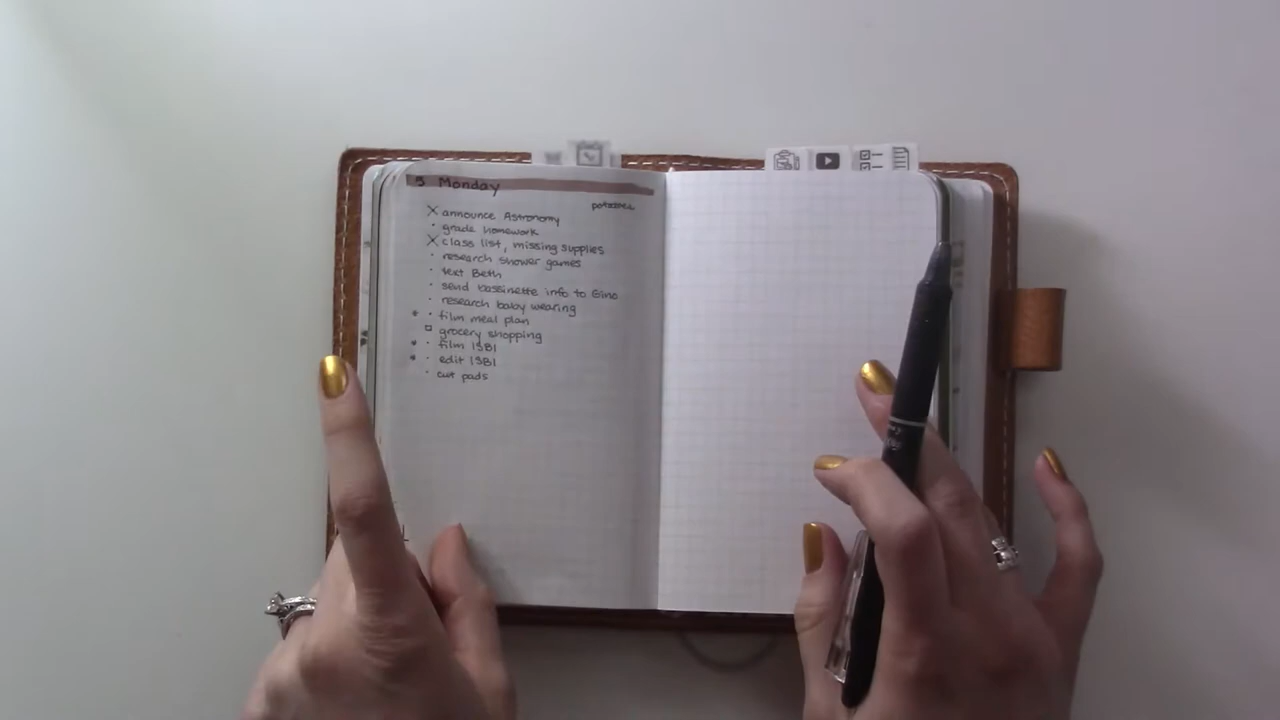 5 Monday
X announce Astronomy
· grade homework
X class list, missing supplies
· research shower games
· text Beth
· send bassinette info to Gino
· research baby wearing
* · film meal plan
□ grocery shopping
* · film 1SB1
* · edit 1SB1
· cut pads